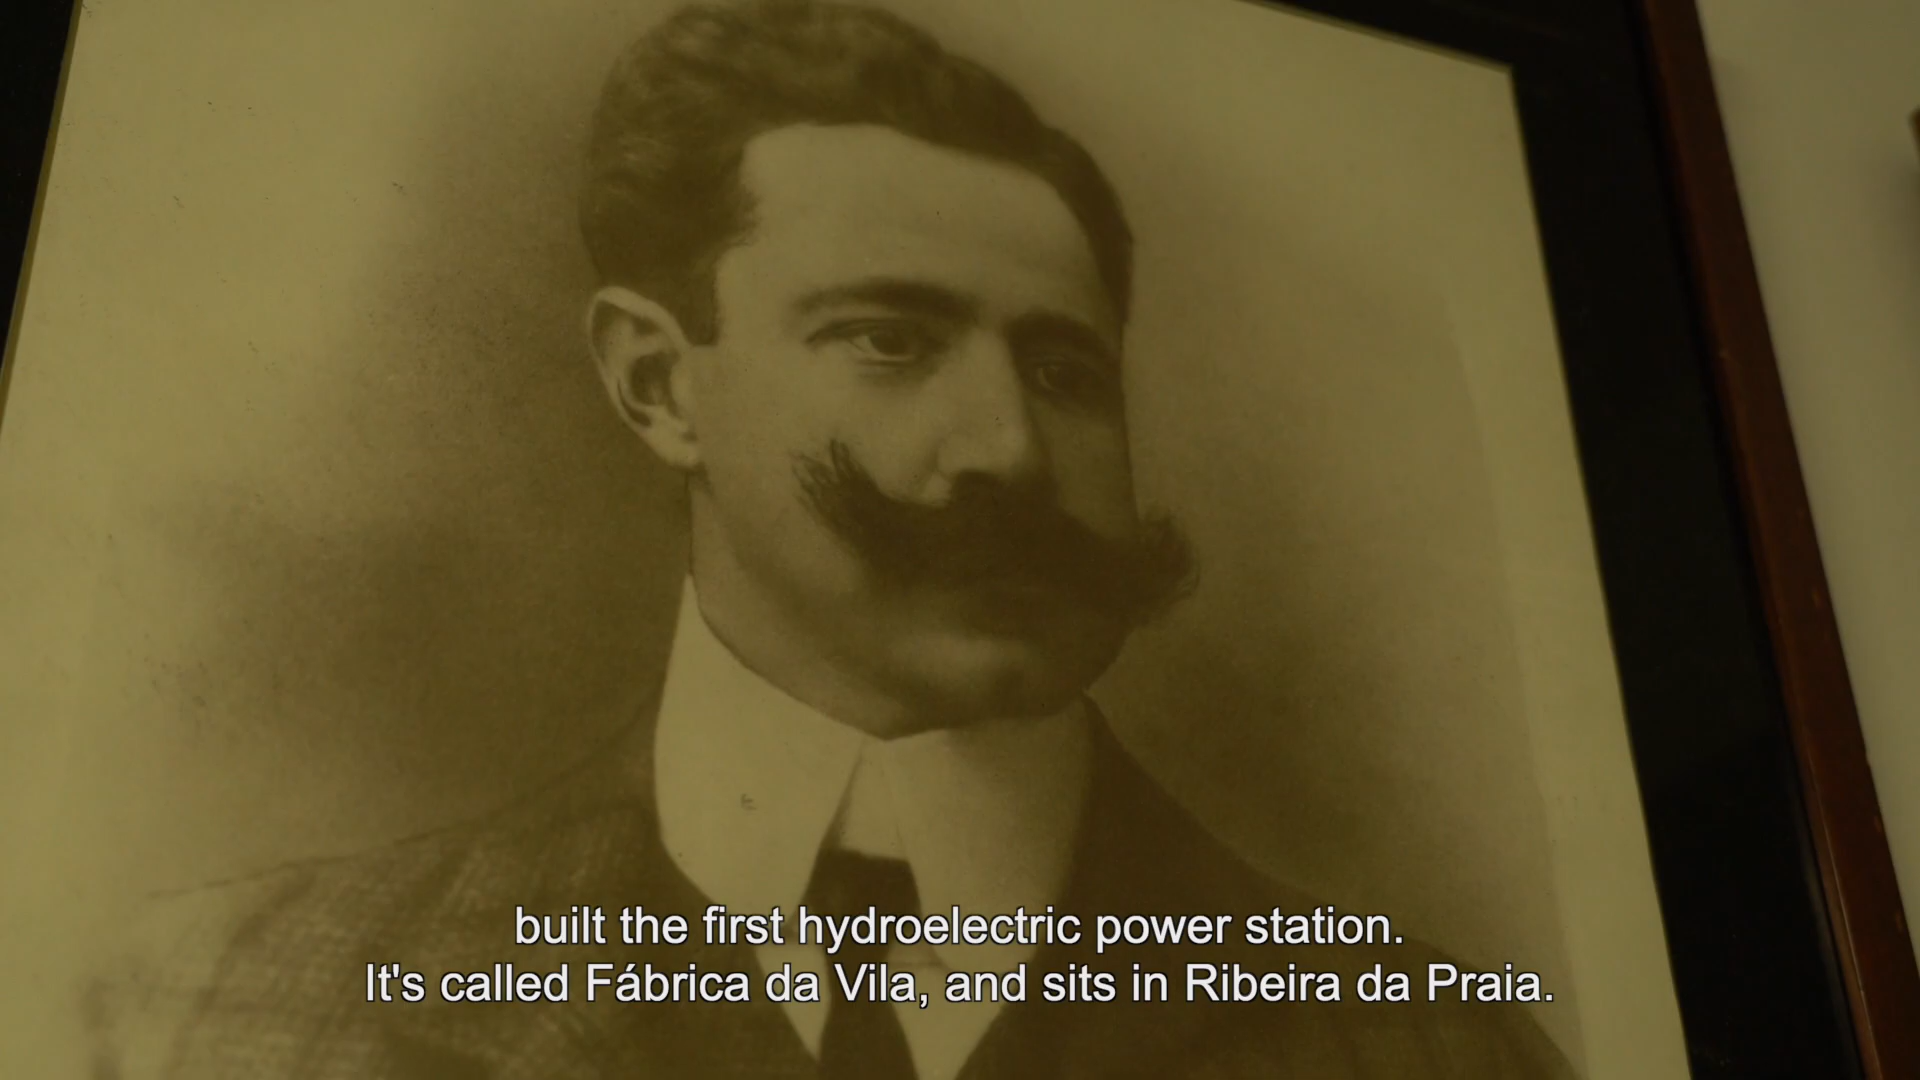 built the first hydroelectric power station.
It's called Fábrica da Vila, and sits in Ribeira da Praia.